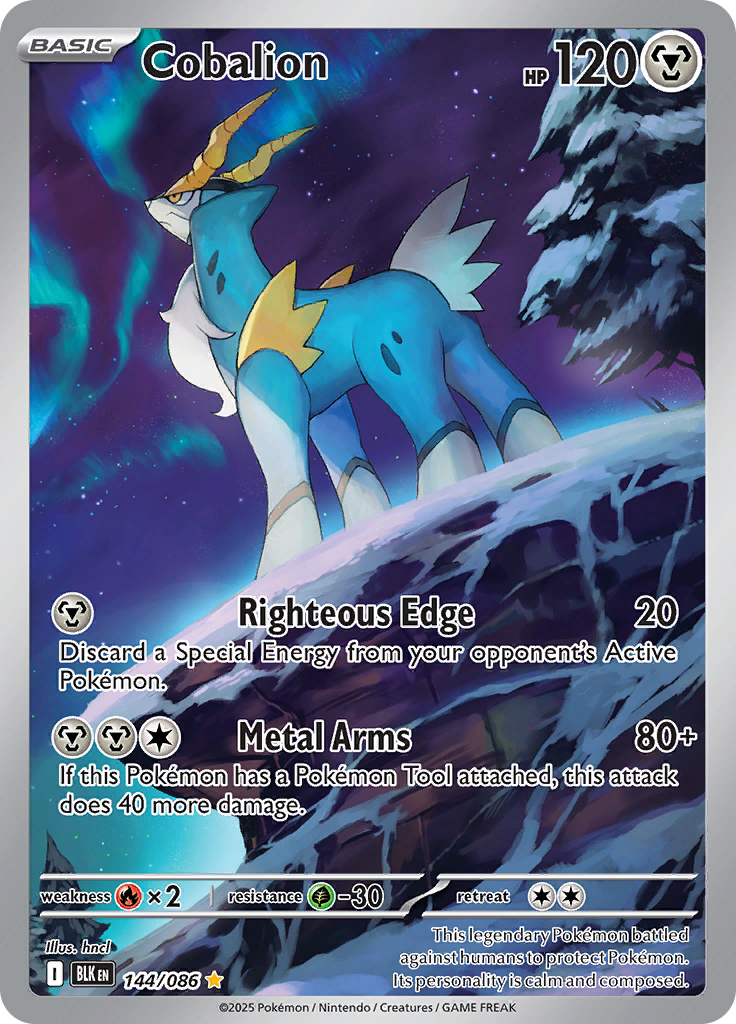 BASIC Cobalion HP 120
Righteous Edge 20
Discard a Special Energy from your opponent's Active
Pokémon.
Metal Arms 80+
If this Pokémon has a Pokémon Tool attached, this attack
does 40 more damage.
weakness ×2 resistance -30 retreat
This legendary Pokémon battled
against humans to protect Pokémon.
Its personality is calm and composed.
Illus. hncl
I BLK EN 144/086
©2025 Pokémon / Nintendo / Creatures / GAME FREAK